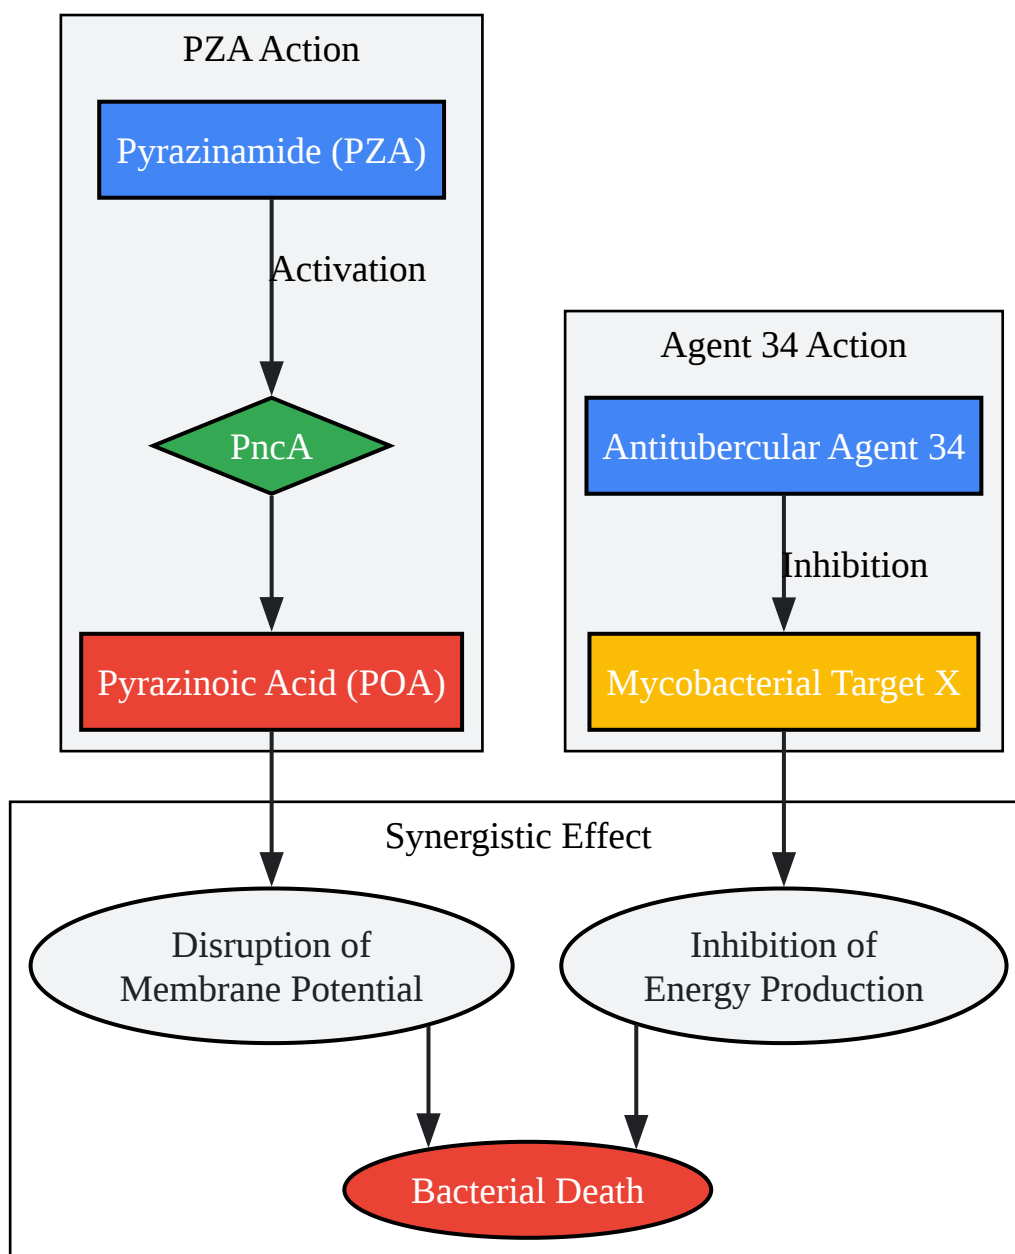 PZA Action
Pyrazinamide (PZA)
Activation
PncA
Pyrazinoic Acid (POA)
Agent 34 Action
Antitubercular Agent 34
Inhibition
Mycobacterial Target X
Synergistic Effect
Disruption of
Membrane Potential
Inhibition of
Energy Production
Bacterial Death